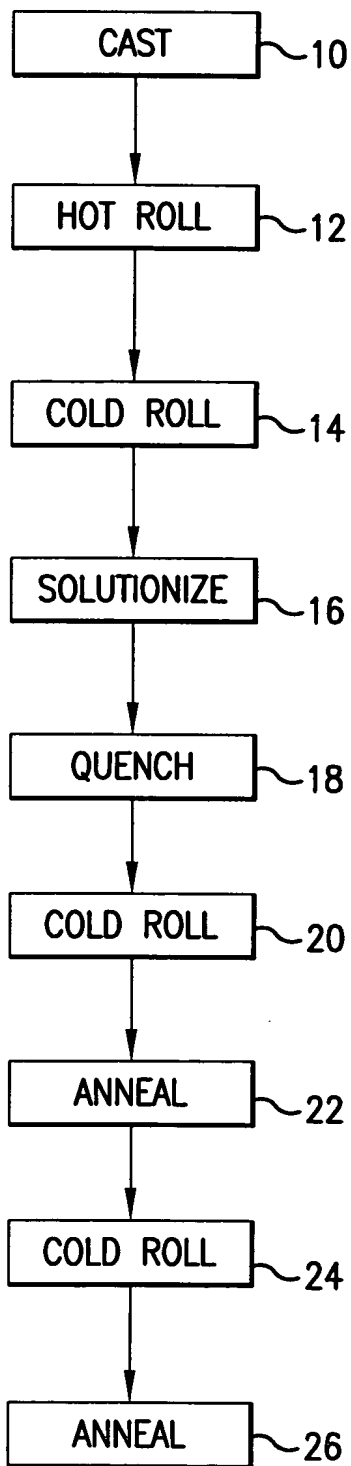 CAST 10
HOT ROLL 12
COLD ROLL 14
SOLUTIONIZE 16
QUENCH 18
COLD ROLL 20
ANNEAL 22
COLD ROLL 24
ANNEAL 26